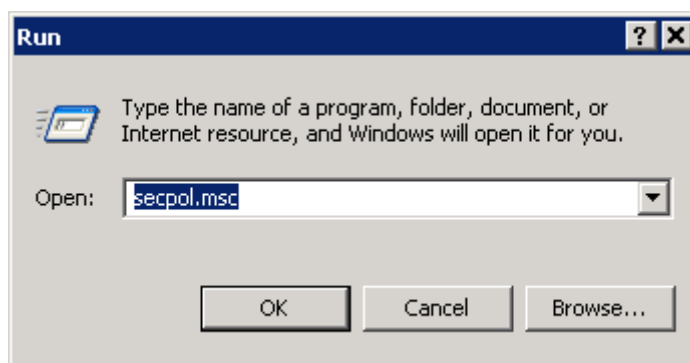 Run
Type the name of a program, folder, document, or
Internet resource, and Windows will open it for you.
Open: secpol.msc
OK Cancel Browse...